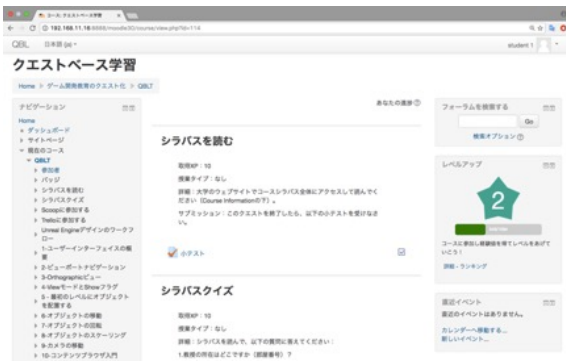 コース: クエストベース学習
192.168.11.18:8888/moodle30/course/view.php?id=114
QBL 日本語 (ja)
student 1
クエストベース学習
Home > ゲーム開発教育のクエスト化 > QBLT
ナビゲーション
Home
ダッシュボード
サイトページ
現在のコース
QBLT
参加者
バッジ
シラバスを読む
シラバスクイズ
Scoopに参加する
Trelloに参加する
Unreal Engineデザインのワークフロー
1-ユーザーインターフェイスの概要
2-ビューポートナビゲーション
3-Orthographicビュー
4-ViewモードとShowフラグ
5 - 最初のレベルにオブジェクトを配置する
6-オブジェクトの移動
7-オブジェクトの回転
8-オブジェクトのスケーリング
9-カメラの移動
10-コンテンツブラウザ入門
あなたの進捗
シラバスを読む
取得XP:10
授業タイプ:なし
詳細:大学のウェブサイトでコースシラバス全体にアクセスして読んでください(Course Informationの下)。
サブミッション:このクエストを終了したら、以下の小テストを受けなさい。
小テスト
シラバスクイズ
取得XP:10
授業タイプ:なし
詳細:シラバスを読んで、以下の質問に答えてください:
1.教授の所在はどこですか(部屋番号)?
フォーラムを検索する
Go
検索オプション
レベルアップ
2
コースに参加し経験値を得てレベルをあげていこう!
詳細 - ランキング
直近イベント
直近のイベントはありません。
カレンダーへ移動する...
新しいイベント...